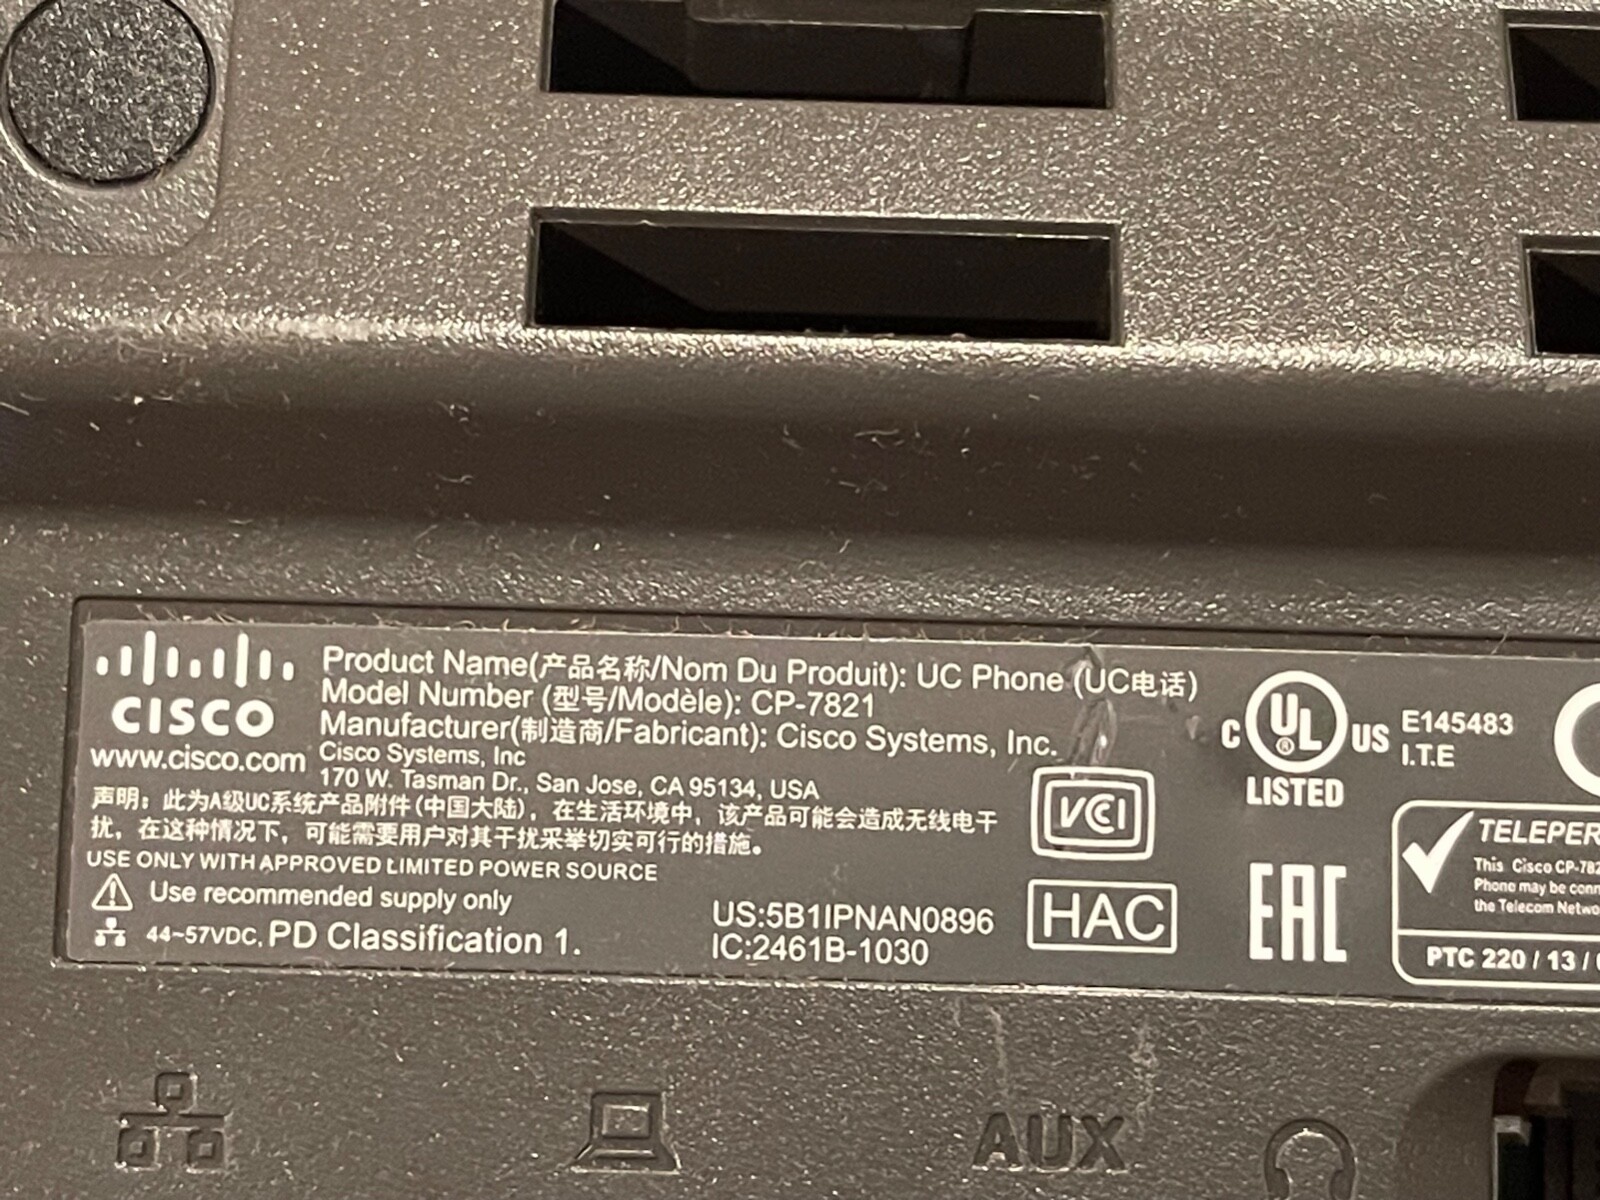 CISCO
www.cisco.com
Product Name(产品名称/Nom Du Produit): UC Phone (UC电话)
Model Number (型号/Modèle): CP-7821
Manufacturer(制造商/Fabricant): Cisco Systems, Inc.
Cisco Systems, Inc
170 W. Tasman Dr., San Jose, CA 95134, USA
声明：此为A级UC系统产品附件(中国大陆)，在生活环境中，该产品可能会造成无线电干
扰，在这种情况下，可能需要用户对其干扰采举切实可行的措施。
USE ONLY WITH APPROVED LIMITED POWER SOURCE
Use recommended supply only
44~57VDC, PD Classification 1.
US:5B1IPNAN0896
IC:2461B-1030
VCCI
HAC
C UL ® US
LISTED
E145483
I.T.E
EAC
TELEPER
This Cisco CP-782
Phone may be conn
the Telecom Netwo
PTC 220 / 13 /
AUX